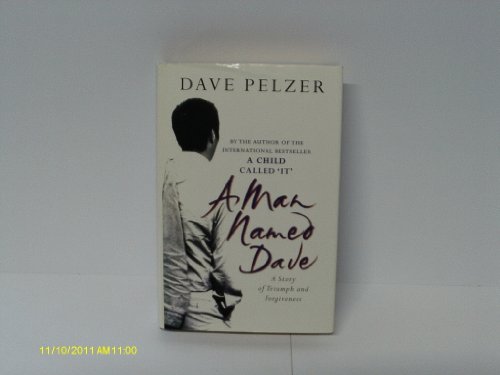 DAVE PELZER
BY THE AUTHOR OF THE
INTERNATIONAL BESTSELLER
A CHILD
CALLED 'IT'
A Man
Named
Dave
A Story
of Triumph and
Forgiveness
11/10/2011 AM11:00